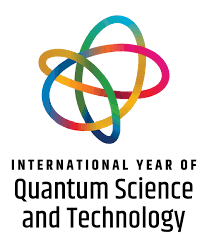 INTERNATIONAL YEAR OF
Quantum Science
and Technology